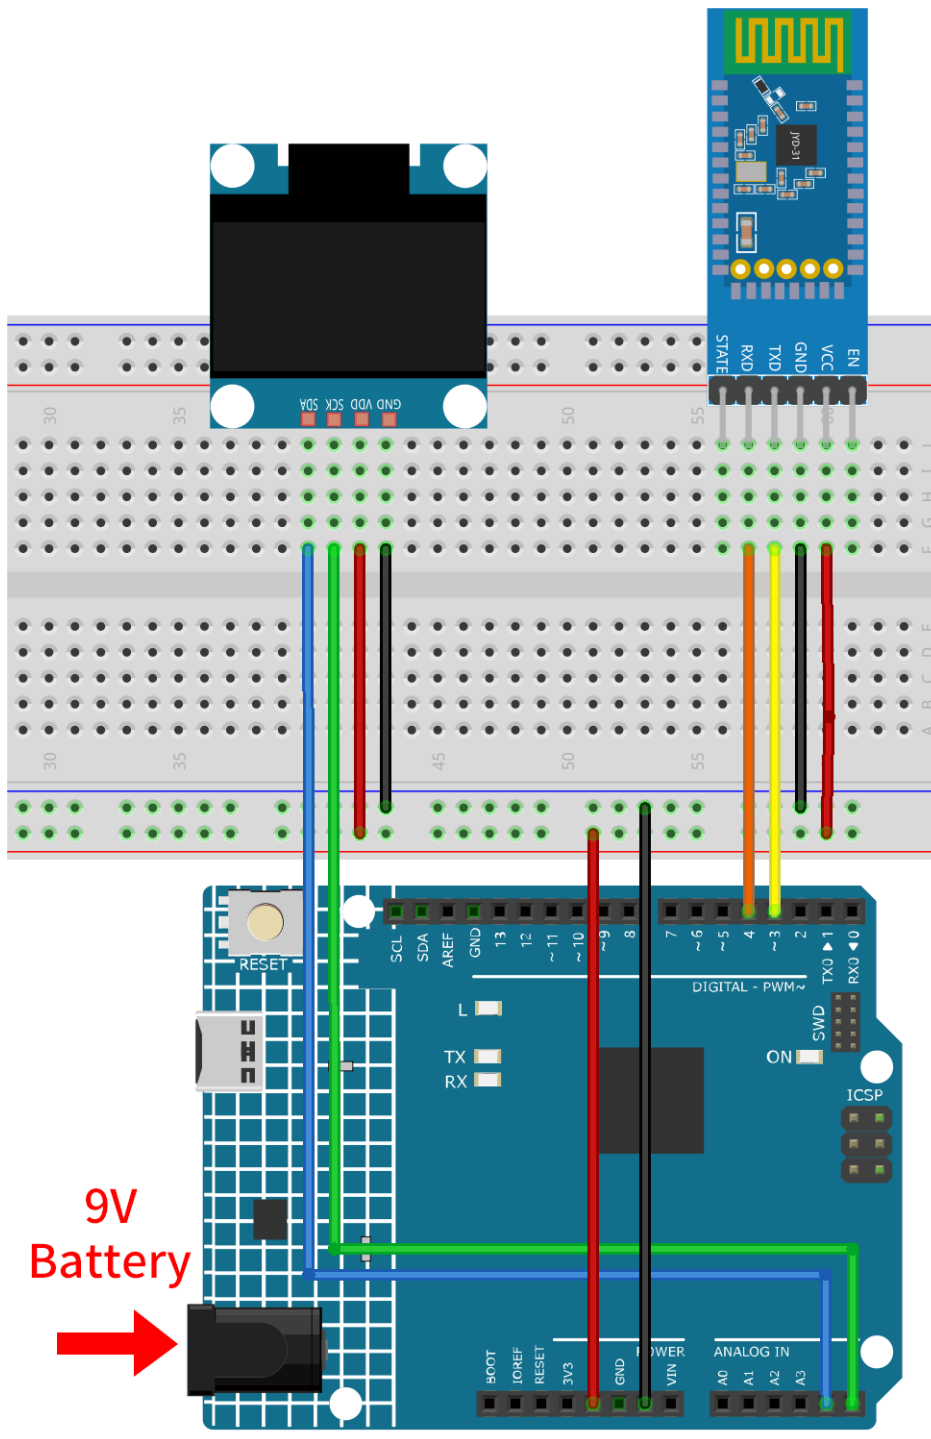 JYD-31
STATE
RXD
TXD
GND
VCC
EN
SDA
SCK
VDD
GND
30
35
60
J
I
H
G
F
E
D
C
B
A
30
35
45
50
55
RESET
SCL
SDA
AREF
GND
13
12
~11
~10
~9
8
7
~6
~5
4
~3
2
TX0 ▶ 1
RX0 ◀ 0
DIGITAL - PWM~
L
TX
RX
SWD
ON
ICSP
9V
Battery
POWER
ANALOG IN
BOOT
IOREF
RESET
3V3
GND
VIN
A0
A1
A2
A3